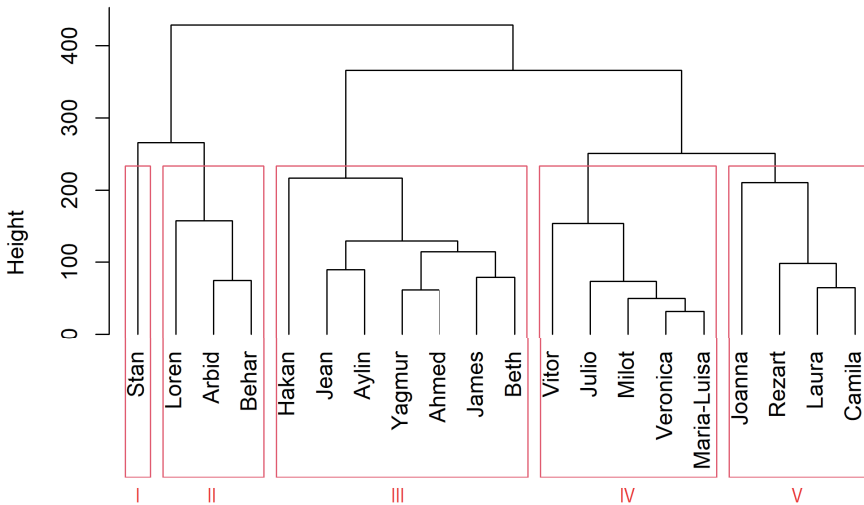 Height
400
300
200
100
0
Stan
Loren
Arbid
Behar
Hakan
Jean
Aylin
Yagmur
Ahmed
James
Beth
Vitor
Julio
Milot
Veronica
Maria-Luisa
Joanna
Rezart
Laura
Camila
I II III IV V